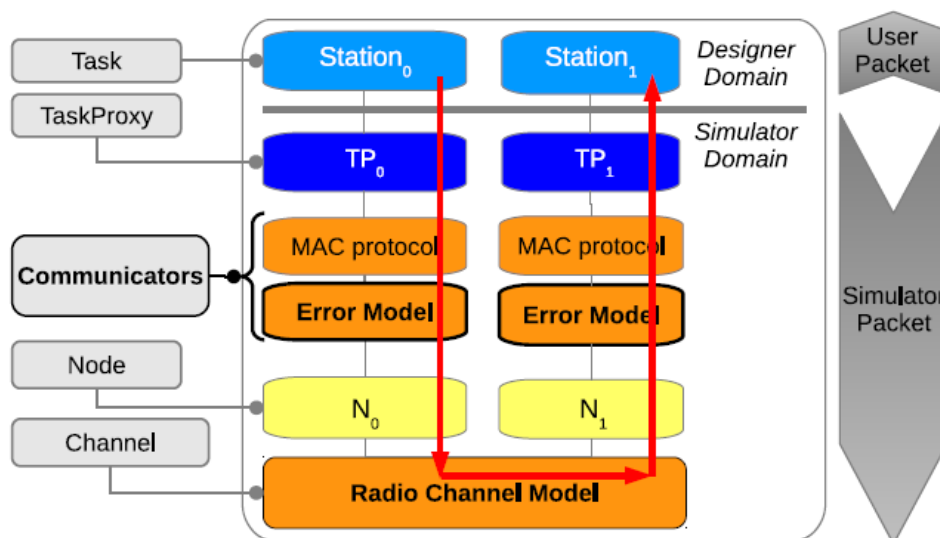 Task
TaskProxy
Communicators
Node
Channel
Station0
Station1
Designer
Domain
Simulator
Domain
TP0
TP1
MAC protocol
MAC protocol
Error Model
Error Model
N0
N1
Radio Channel Model
User
Packet
Simulator
Packet